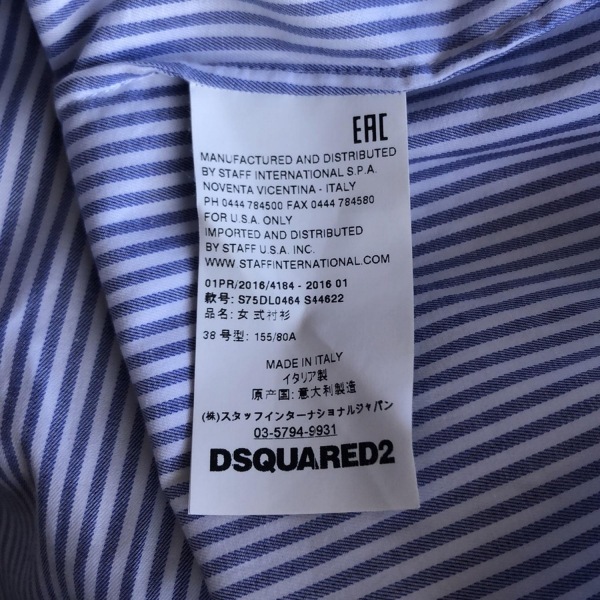 EAC
MANUFACTURED AND DISTRIBUTED
BY STAFF INTERNATIONAL S.P.A.
NOVENTA VICENTINA - ITALY
PH 0444 784500 FAX 0444 784580
FOR U.S.A. ONLY
IMPORTED AND DISTRIBUTED
BY STAFF U.S.A. INC.
WWW.STAFFINTERNATIONAL.COM
01PR/2016/4184 - 2016 01
款号: S75DL0464 S44622
品名: 女式衬衫
38 号型: 155/80A
MADE IN ITALY
イタリア製
原产国: 意大利製造
(株)スタッフインターナショナルジャパン
03-5794-9931
DSQUARED2